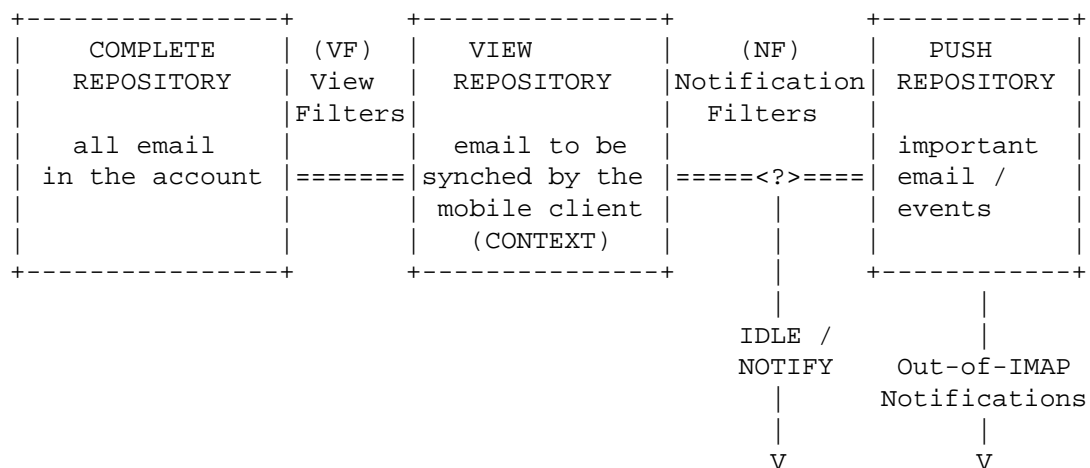 COMPLETE (VF) VIEW (NF) PUSH
REPOSITORY View REPOSITORY Notification REPOSITORY
Filters Filters
all email email to be important
in the account =======synched by the =====<?>==== email /
mobile client events
(CONTEXT)
IDLE /
NOTIFY Out-of-IMAP
Notifications
V V